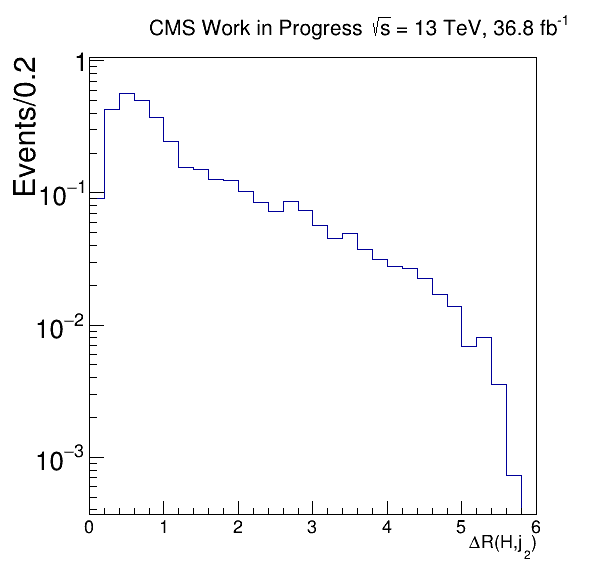 CMS Work in Progress √s = 13 TeV, 36.8 fb⁻¹
Events/0.2
1
10⁻¹
10⁻²
10⁻³
0 1 2 3 4 5 6
ΔR(H,j₂)